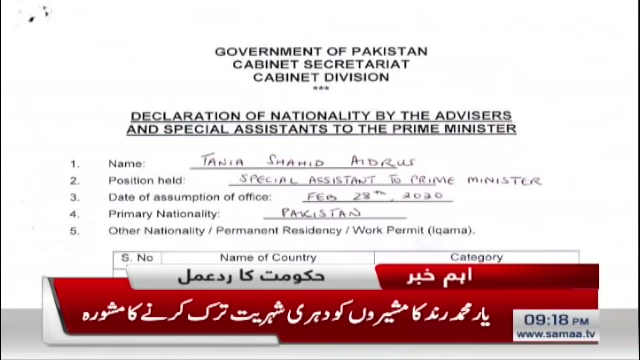 GOVERNMENT OF PAKISTAN
CABINET SECRETARIAT
CABINET DIVISION
***
DECLARATION OF NATIONALITY BY THE ADVISERS
AND SPECIAL ASSISTANTS TO THE PRIME MINISTER
1. Name: TANIA SHAHID AIDRUS
2. Position held: SPECIAL ASSISTANT TO PRIME MINISTER
3. Date of assumption of office: FEB 28th, 2020
4. Primary Nationality: PAKISTAN
5. Other Nationality / Permanent Residency / Work Permit (Iqama).
S. No Name of Country Category
اہم خبر حکومت کا ردعمل
یار محمد رند کا مشیروں کو دہری شہریت ترک کرنے کا مشورہ
09:18 PM
www.samaa.tv